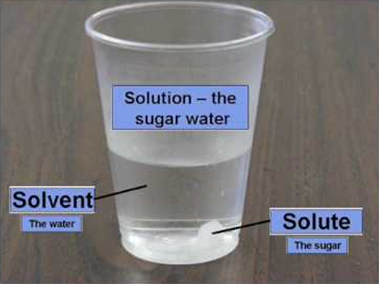 Solution – the
sugar water
Solvent
The water
Solute
The sugar